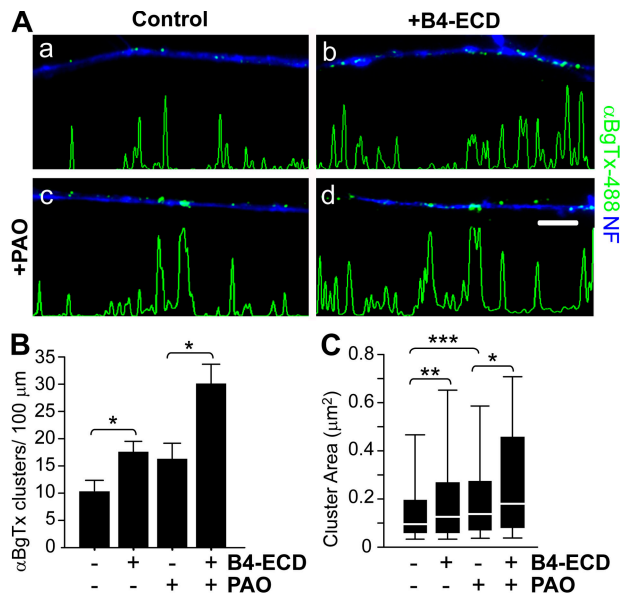 A
Control
+B4-ECD
a
b
αBgTx-488 NF
+PAO
c
d
B
αBgTx clusters/ 100 μm
35
30
25
20
15
10
5
0
*
*
- + - + B4-ECD
- - + + PAO
C
Cluster Area (μm²)
0.8
0.6
0.4
0.2
0
***
**
*
- + - + B4-ECD
- - + + PAO